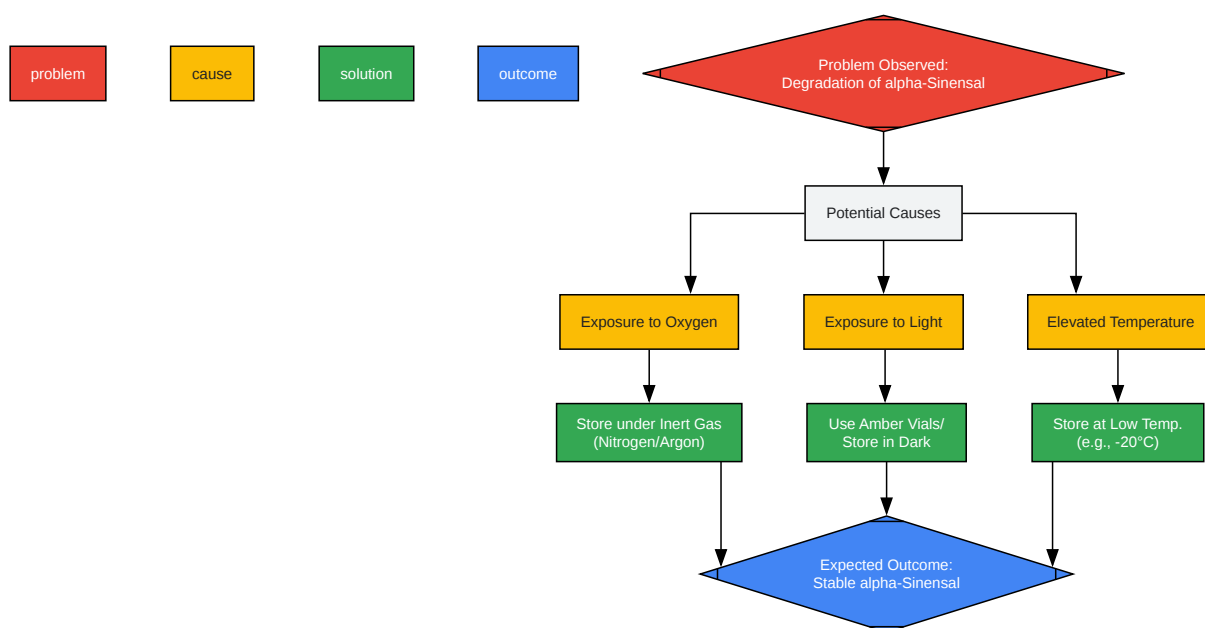 problem
cause
solution
outcome
Problem Observed:
Degradation of alpha-Sinensal
Potential Causes
Exposure to Oxygen
Exposure to Light
Elevated Temperature
Store under Inert Gas
(Nitrogen/Argon)
Use Amber Vials/
Store in Dark
Store at Low Temp.
(e.g., -20°C)
Expected Outcome:
Stable alpha-Sinensal